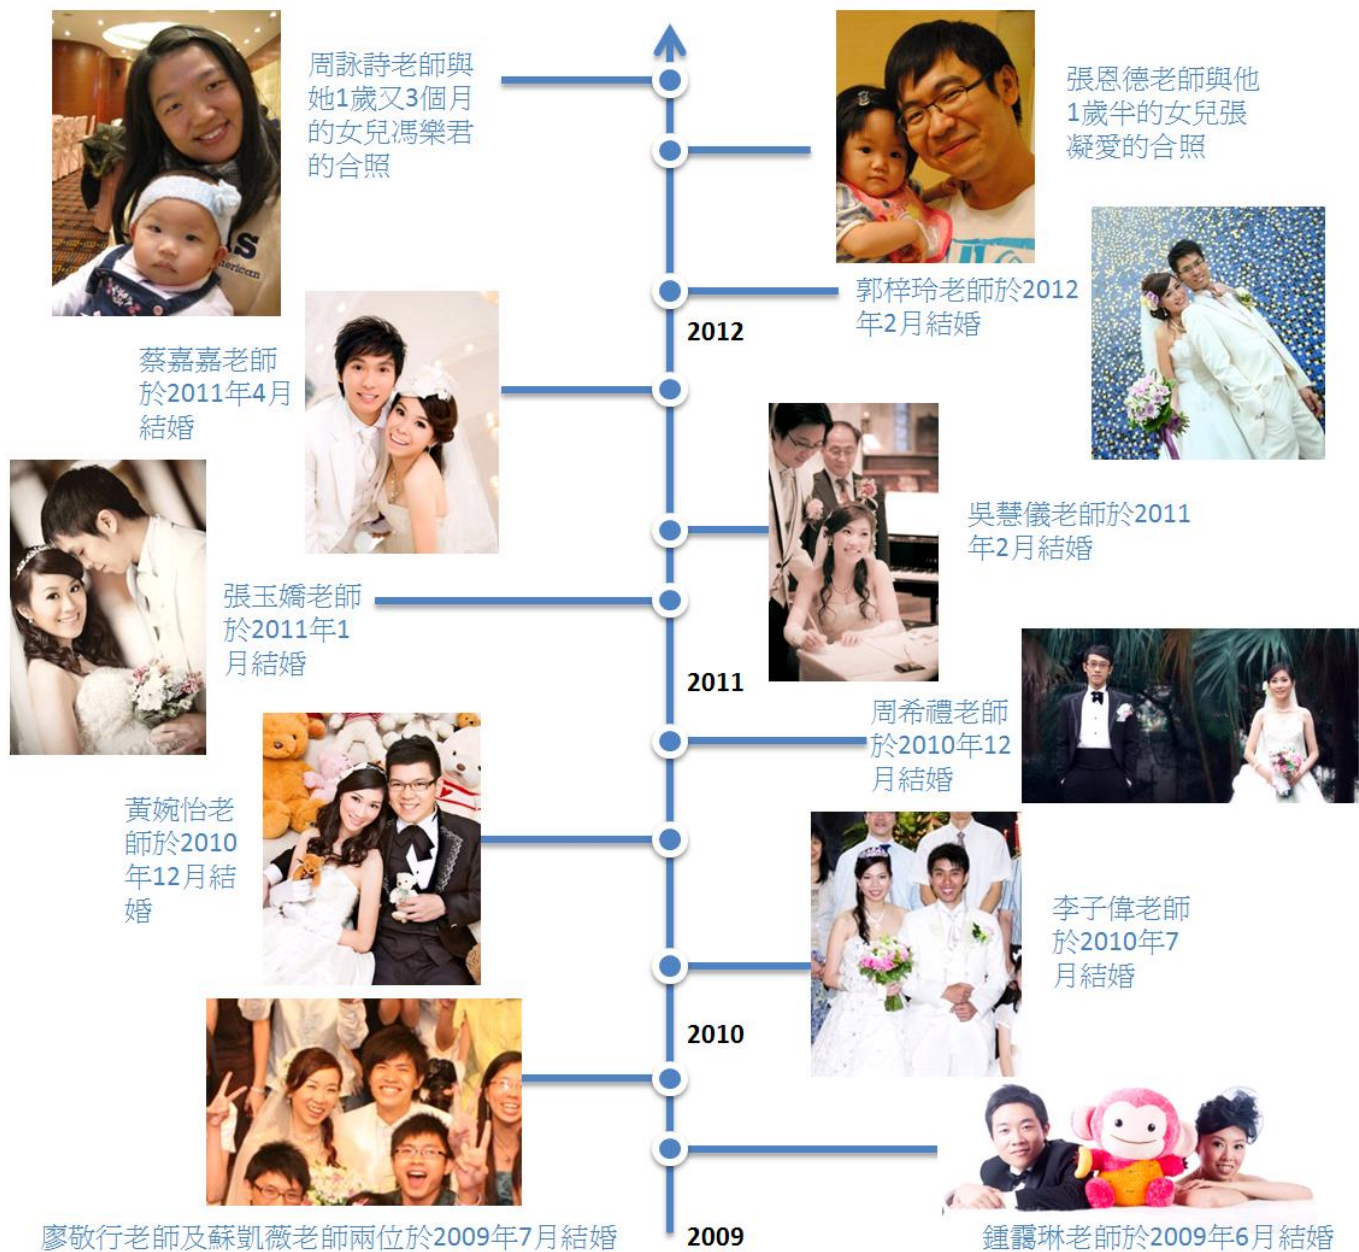 周詠詩老師與
她1歲又3個月
的女兒馮樂君
的合照
張恩德老師與他
1歲半的女兒張
凝愛的合照
erican
郭梓玲老師於2012
年2月結婚
2012
蔡嘉嘉老師
於2011年4月
結婚
吳慧儀老師於2011
年2月結婚
張玉嬌老師
於2011年1
月結婚
2011
周希禮老師
於2010年12
月結婚
黃婉怡老
師於2010
年12月結
婚
李子偉老師
於2010年7
月結婚
2010
廖敬行老師及蘇凱薇老師兩位於2009年7月結婚
2009
鍾靄琳老師於2009年6月結婚